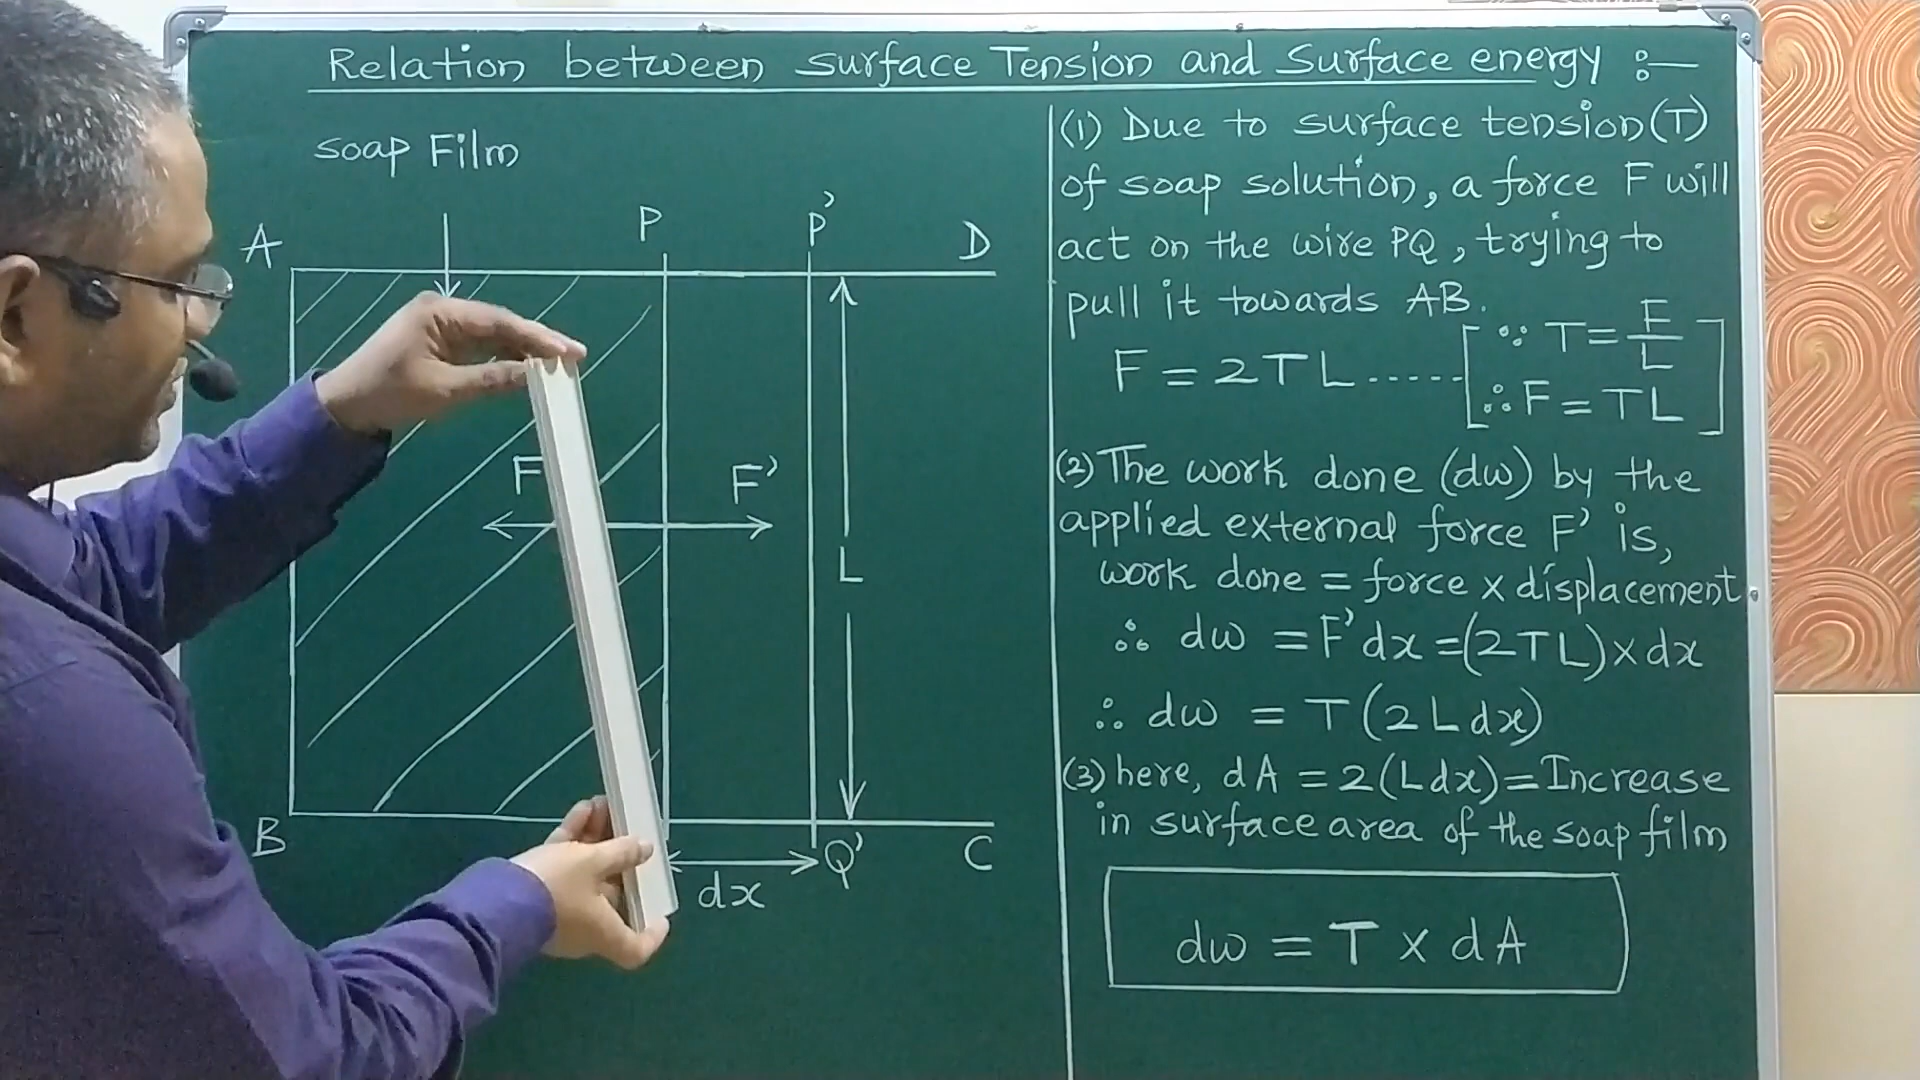 Relation between surface Tension and Surface energy :—
soap Film
A
P
P'
D
F
F'
L
B
Q'
C
dx
(1) Due to surface tension(T)
of soap solution, a force F will
act on the wire PQ, trying to
pull it towards AB.
F = 2TL.....[∵ T = F/L
∴ F = TL]
(2) The work done (dw) by the
applied external force F' is,
work done = force x displacement
∴ dw = F'dx = (2TL) x dx
∴ dw = T(2Ldx)
(3) here, dA = 2(Ldx) = Increase
in surface area of the soap film
dw = T x dA